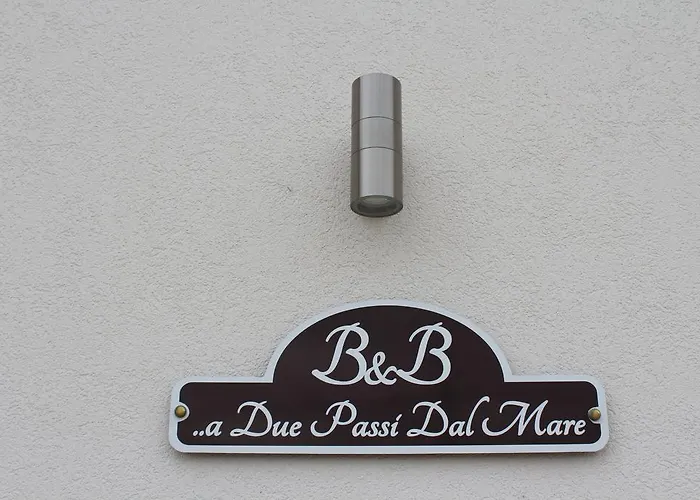 B&B
..a Due Passi Dal Mare